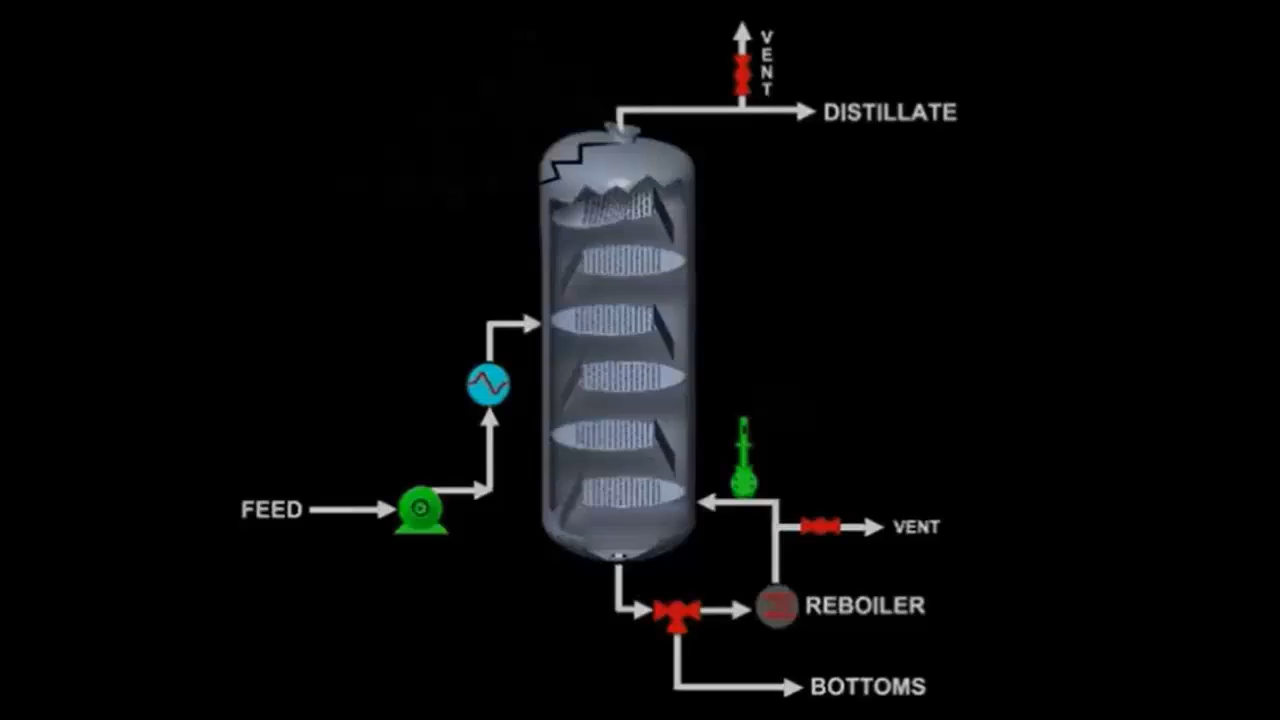 VENT
DISTILLATE
FEED
VENT
REBOILER
BOTTOMS